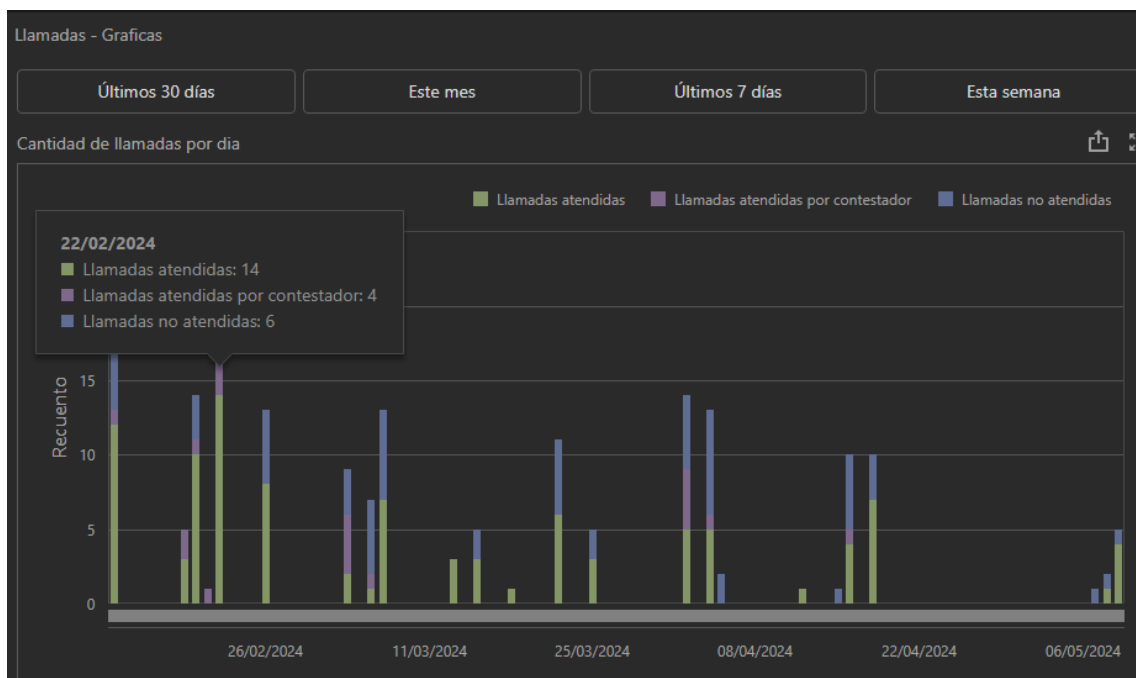 Llamadas - Graficas
Últimos 30 días
Este mes
Últimos 7 días
Esta semana
Cantidad de llamadas por dia
Llamadas atendidas
Llamadas atendidas por contestador
Llamadas no atendidas
22/02/2024
Llamadas atendidas: 14
Llamadas atendidas por contestador: 4
Llamadas no atendidas: 6
Recuento
15
10
5
0
26/02/2024
11/03/2024
25/03/2024
08/04/2024
22/04/2024
06/05/2024